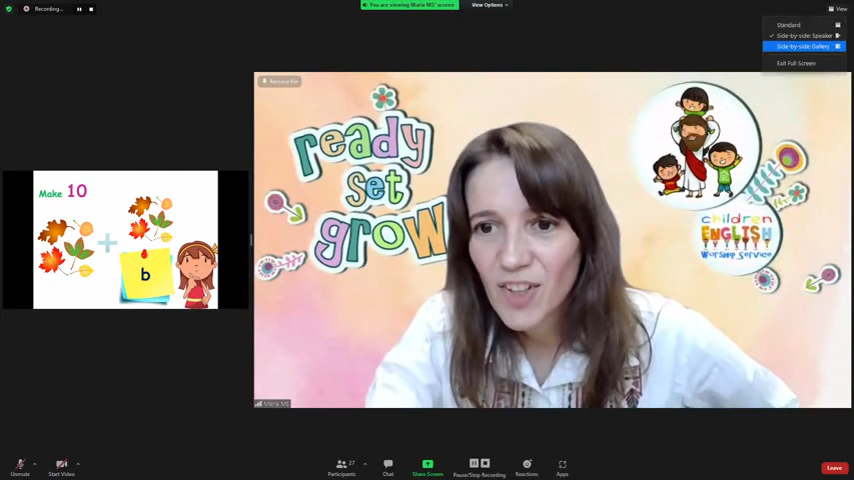 Recording...
You are viewing Maria MS' screen
View Options
View
Standard
Side-by-side: Speaker
Side-by-side: Gallery
Exit Full Screen
Remove Pin
ready
set
grow
children
ENGLISH
WORSHIP SERVICE
Make 10
+
b
Maria MS
Unmute
Start Video
Participants
27
Chat
Share Screen
Pause/Stop Recording
Reactions
Apps
Leave